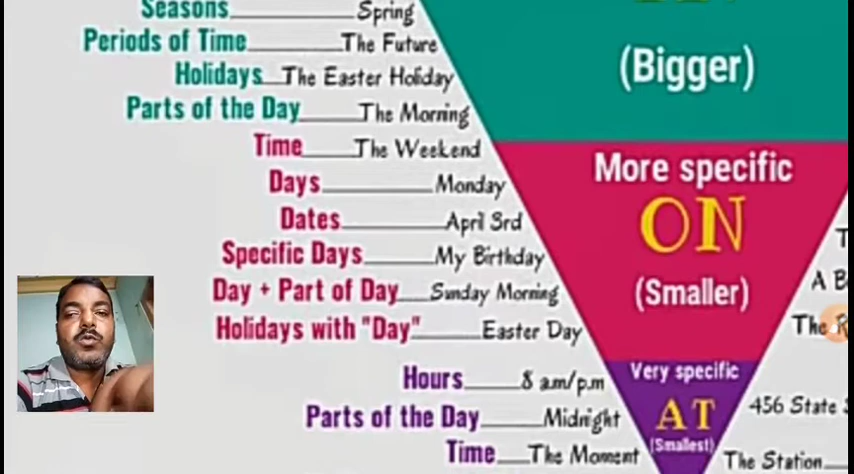 Seasons Spring
Periods of Time The Future
Holidays The Easter Holiday
Parts of the Day The Morning
Time The Weekend
Days Monday
Dates April 3rd
Specific Days My Birthday
Day + Part of Day Sunday Morning
Holidays with "Day" Easter Day
Hours 8 am/p.m
Parts of the Day Midnight
Time The Moment
(Bigger)
More specific
ON
(Smaller)
Very specific
AT
(Smallest)
A
The
456 State
The Station